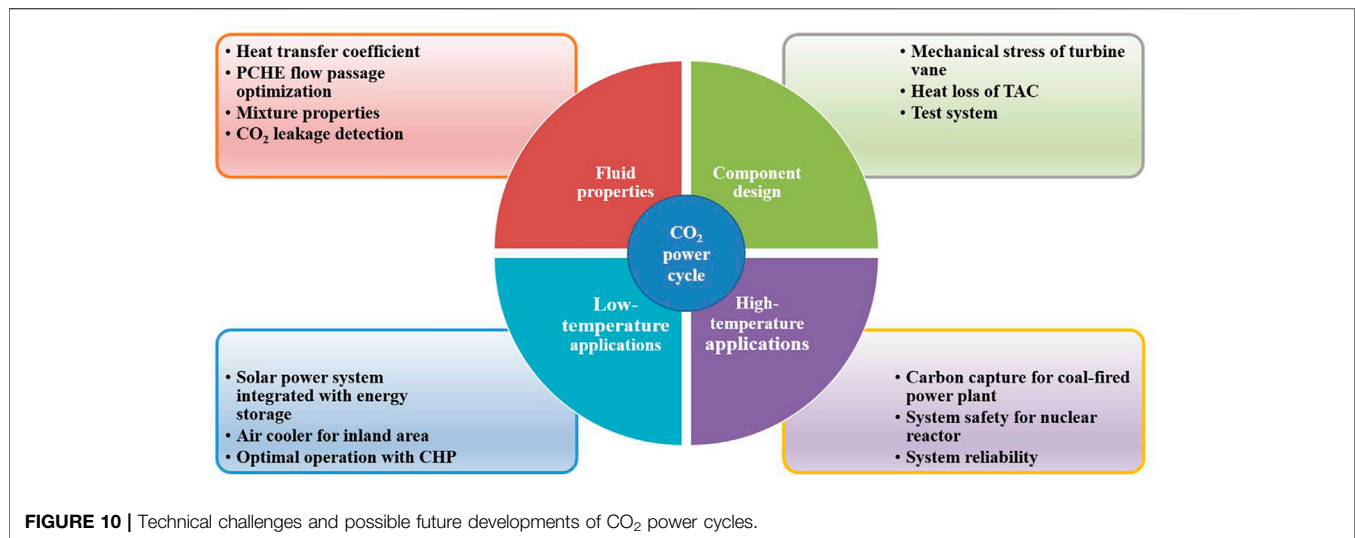 • Heat transfer coefficient
• PCHE flow passage
optimization
• Mixture properties
• CO₂ leakage detection
• Mechanical stress of turbine
vane
• Heat loss of TAC
• Test system
Fluid
properties
Component
design
CO₂
power
cycle
Low-
temperature
applications
High-
temperature
applications
• Solar power system
integrated with energy
storage
• Air cooler for inland area
• Optimal operation with CHP
• Carbon capture for coal-fired
power plant
• System safety for nuclear
reactor
• System reliability
FIGURE 10 | Technical challenges and possible future developments of CO₂ power cycles.